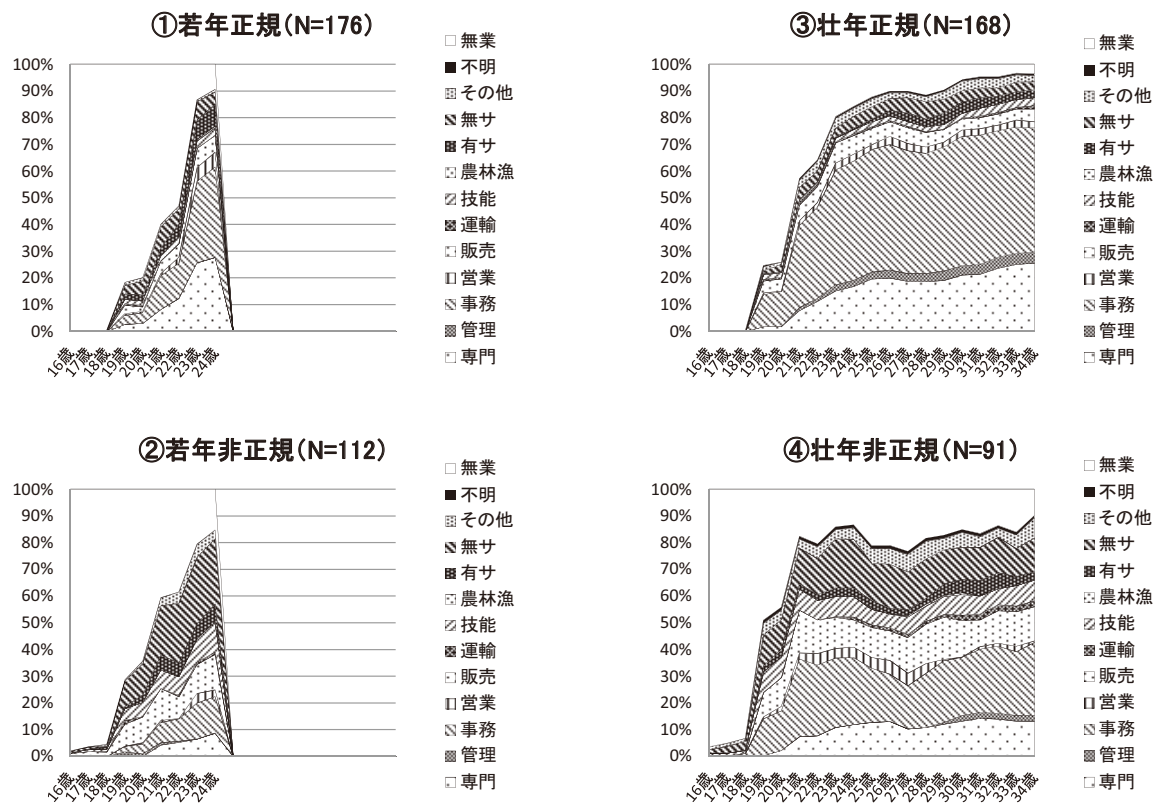 ①若年正規(N=176)
100%
90%
80%
70%
60%
50%
40%
30%
20%
10%
0%
16歳
17歳
18歳
19歳
20歳
21歳
22歳
23歳
24歳
無業
不明
その他
無サ
有サ
農林漁
技能
運輸
販売
営業
事務
管理
専門
③壮年正規(N=168)
100%
90%
80%
70%
60%
50%
40%
30%
20%
10%
0%
16歳
17歳
18歳
19歳
20歳
21歳
22歳
23歳
24歳
25歳
26歳
27歳
28歳
29歳
30歳
31歳
32歳
33歳
34歳
無業
不明
その他
無サ
有サ
農林漁
技能
運輸
販売
営業
事務
管理
専門
②若年非正規(N=112)
100%
90%
80%
70%
60%
50%
40%
30%
20%
10%
0%
16歳
17歳
18歳
19歳
20歳
21歳
22歳
23歳
24歳
無業
不明
その他
無サ
有サ
農林漁
技能
運輸
販売
営業
事務
管理
専門
④壮年非正規(N=91)
100%
90%
80%
70%
60%
50%
40%
30%
20%
10%
0%
16歳
17歳
18歳
19歳
20歳
21歳
22歳
23歳
24歳
25歳
26歳
27歳
28歳
29歳
30歳
31歳
32歳
33歳
34歳
無業
不明
その他
無サ
有サ
農林漁
技能
運輸
販売
営業
事務
管理
専門